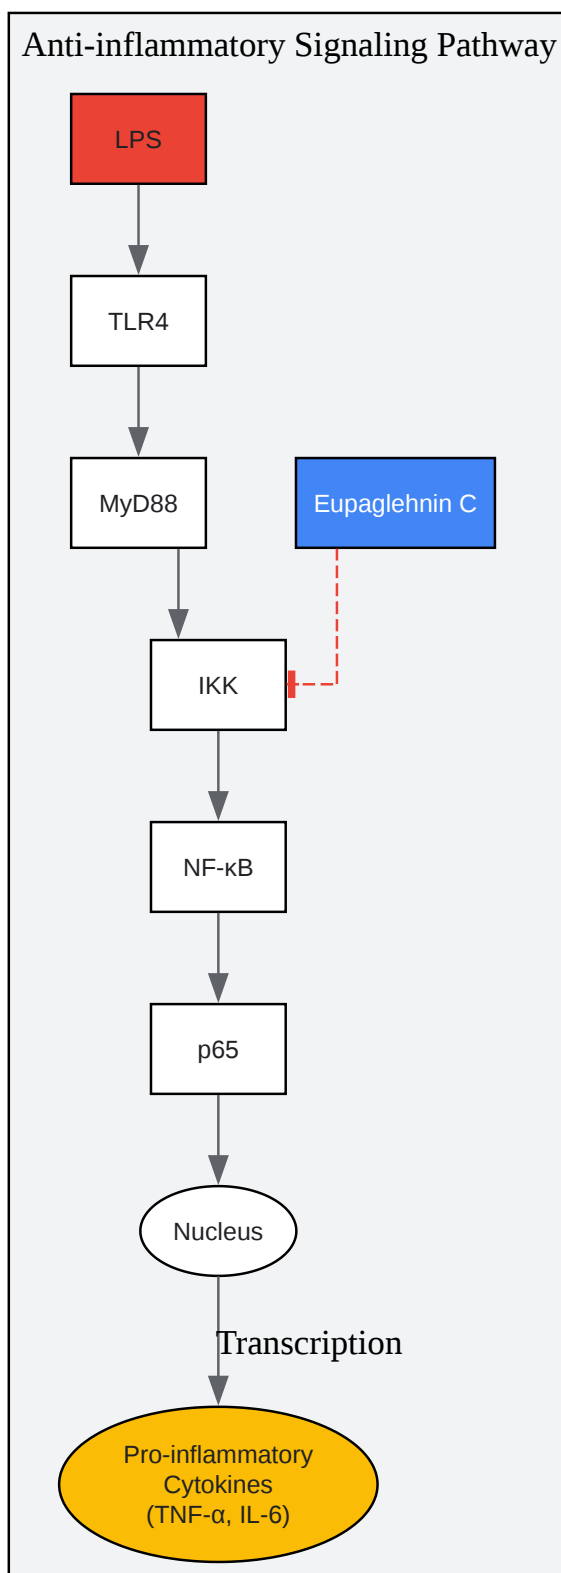 Anti-inflammatory Signaling Pathway
LPS
TLR4
MyD88
Eupaglehnin C
IKK
NF-κB
p65
Nucleus
Transcription
Pro-inflammatory
Cytokines
(TNF-α, IL-6)